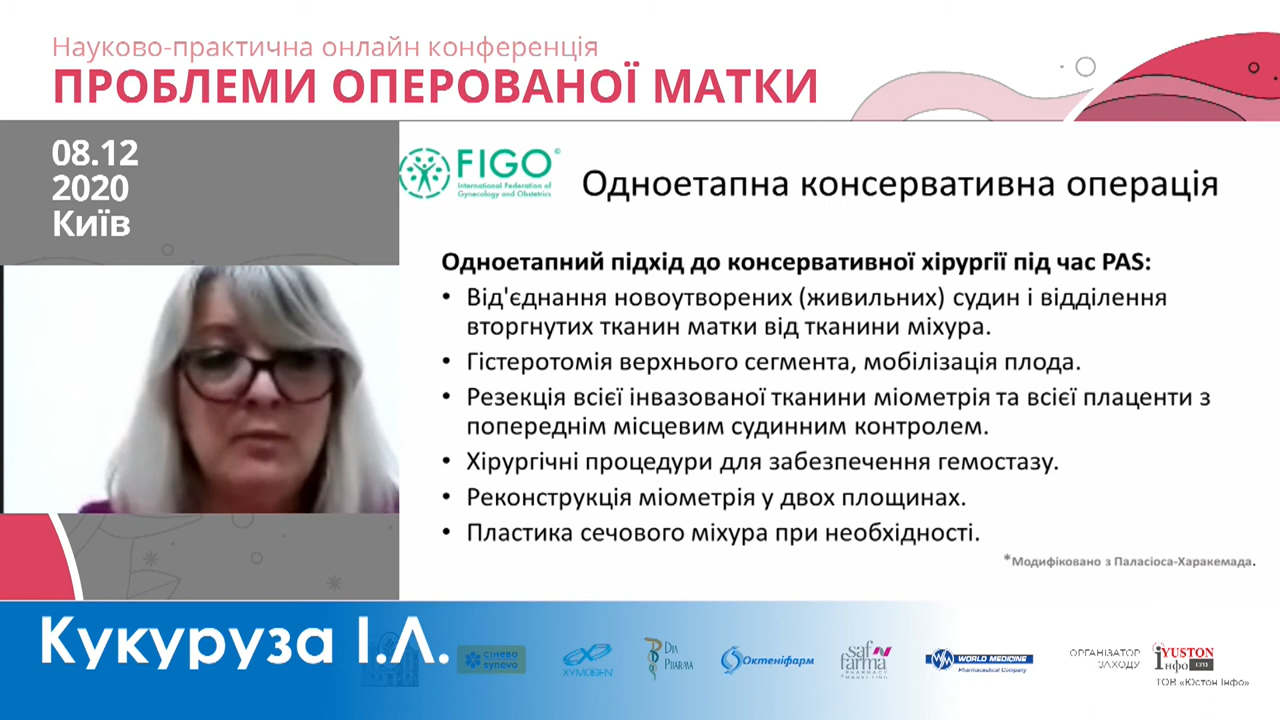 Науково-практична онлайн конференція
ПРОБЛЕМИ ОПЕРОВАНОЇ МАТКИ
08.12
2020
Київ
FIGO
International Federation of
Gynecology and Obstetrics
Одноетапна консервативна операція
Одноетапний підхід до консервативної хірургії під час PAS:
• Від'єднання новоутворених (живильних) судин і відділення
вторгнутих тканин матки від тканини міхура.
• Гістеротомія верхнього сегмента, мобілізація плода.
• Резекція всієї інвазованої тканини міометрія та всієї плаценти з
попереднім місцевим судинним контролем.
• Хірургічні процедури для забезпечення гемостазу.
• Реконструкція міометрія у двох площинах.
• Пластика сечового міхура при необхідності.
*Модифіковано з Паласіоса-Харакемада.
Кукуруза І.Л.
сінево
synevo
XYMOGEN
DIA
PHARMA
Октеніфарм
saf
farma
PHARMACY
WORLD MEDICINE
Pharmaceutical Company
ОРГАНІЗАТОР
ЗАХОДУ
YUSTON
Інфо
ТОВ «Юстон Інфо»